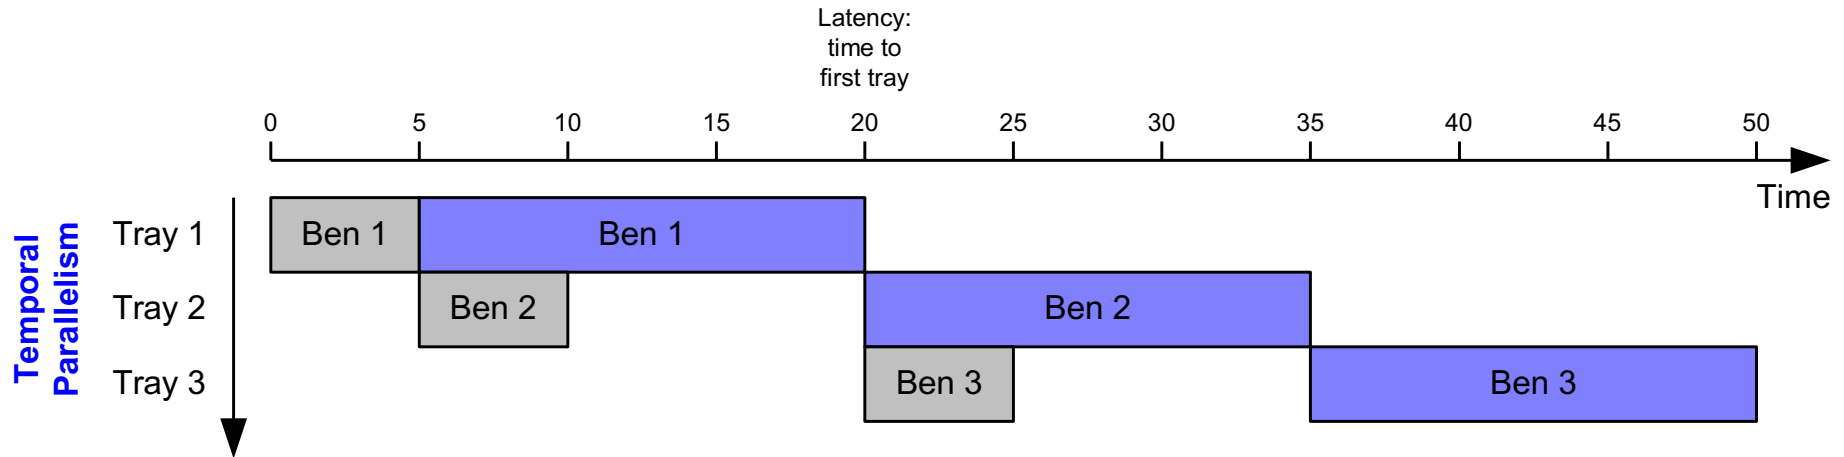 Latency:
time to
first tray
0 5 10 15 20 25 30 35 40 45 50
Time
Temporal
Parallelism
Tray 1 Ben 1 Ben 1
Tray 2 Ben 2 Ben 2
Tray 3 Ben 3 Ben 3